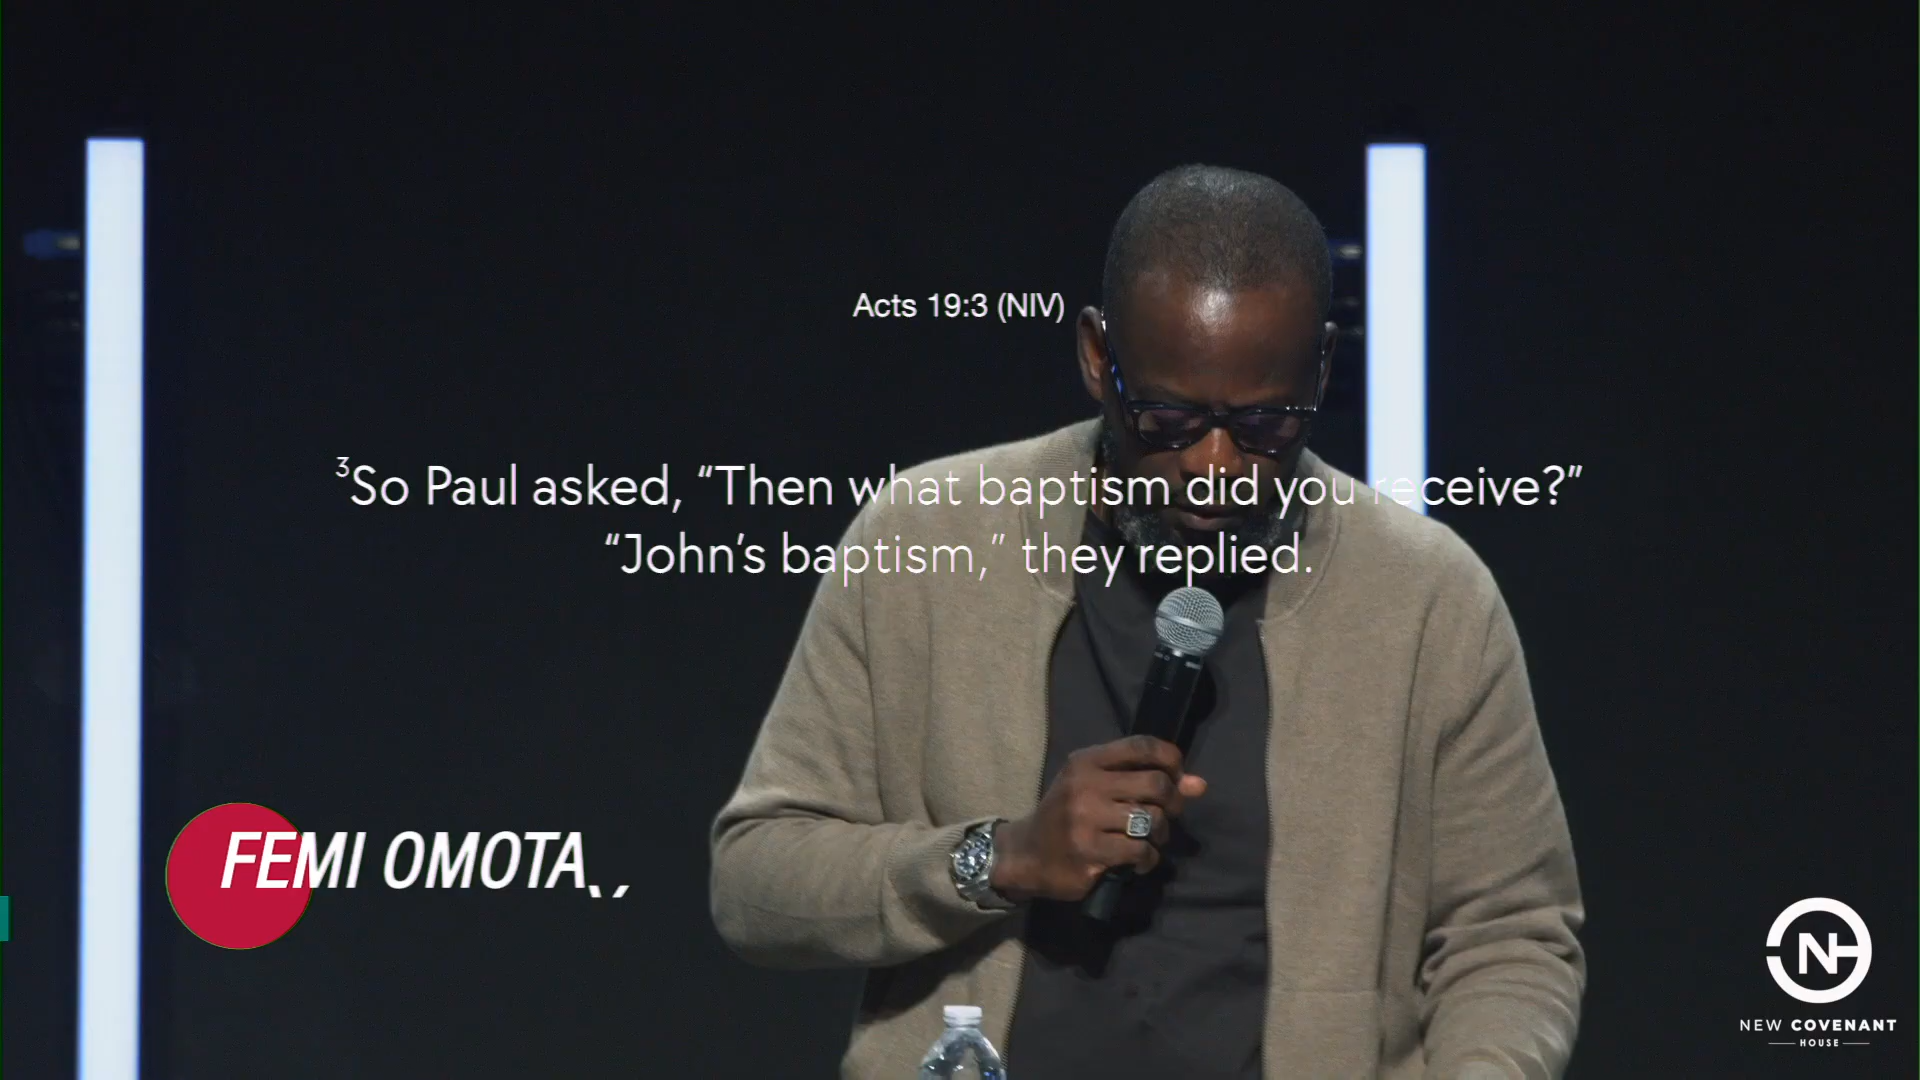 Acts 19:3 (NIV)
³So Paul asked, “Then what baptism did you receive?”
“John’s baptism,” they replied.
FEMI OMOTA
NEW COVENANT
HOUSE